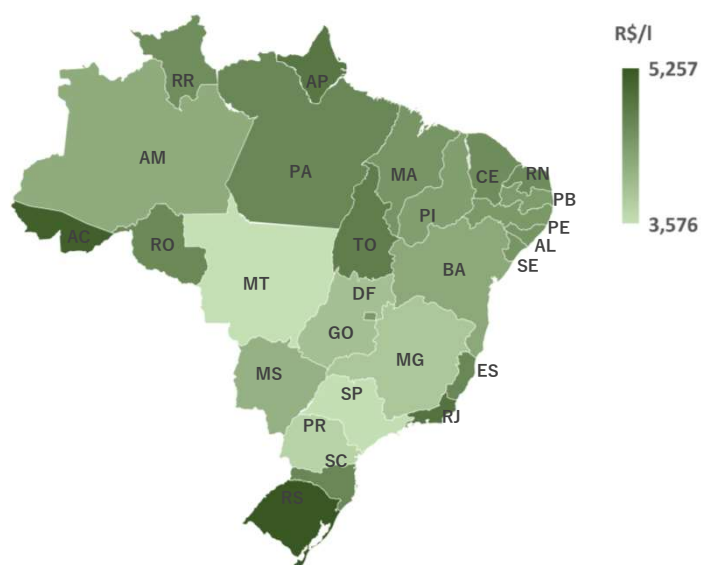 R$/l
5,257
3,576
RR
AP
AM
PA
MA
CE
RN
PB
PI
PE
AL
SE
AC
RO
TO
BA
MT
DF
GO
MG
ES
MS
SP
RJ
PR
SC
RS